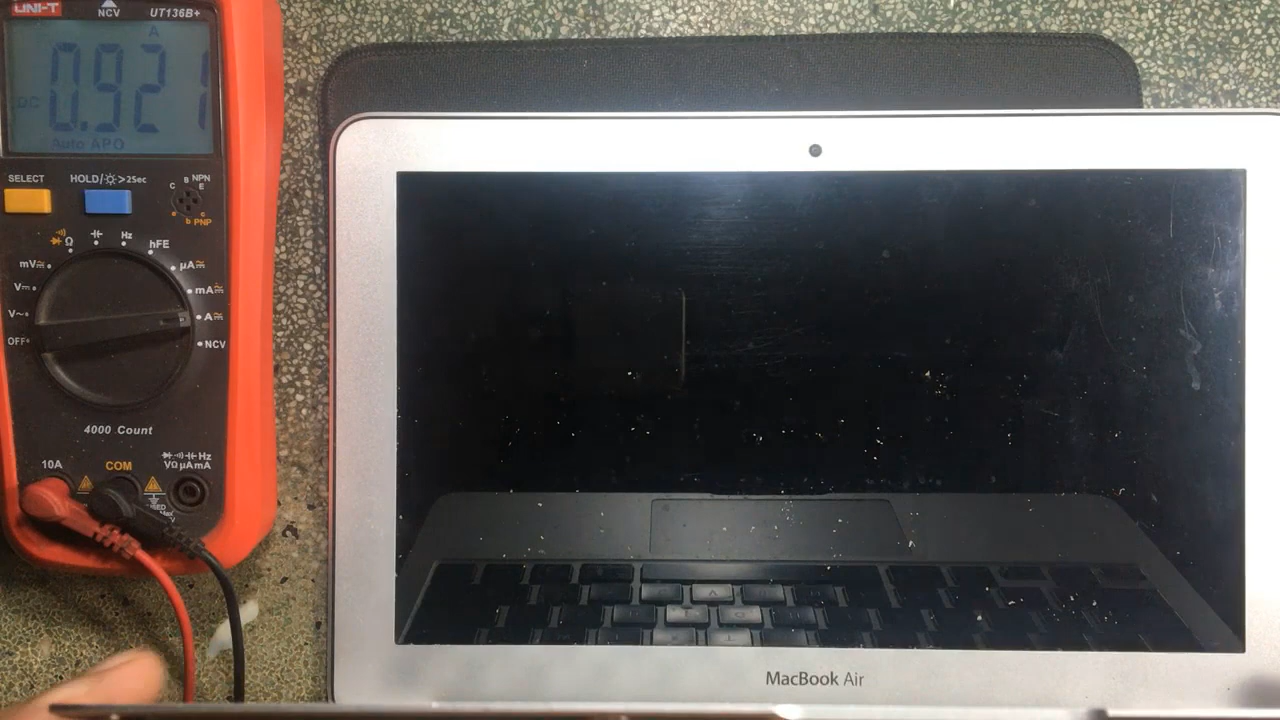 UNI-T
NCV
UT136B+
A
DC
0.921
Auto APO
SELECT
HOLD/ >2Sec
B
NPN
C
E
e
c
b
PNP
Ω
Hz
hFE
mV
µA
V
mA
V~
A
OFF
NCV
4000 Count
10A
COM
Hz
VΩµAmA
MacBook Air